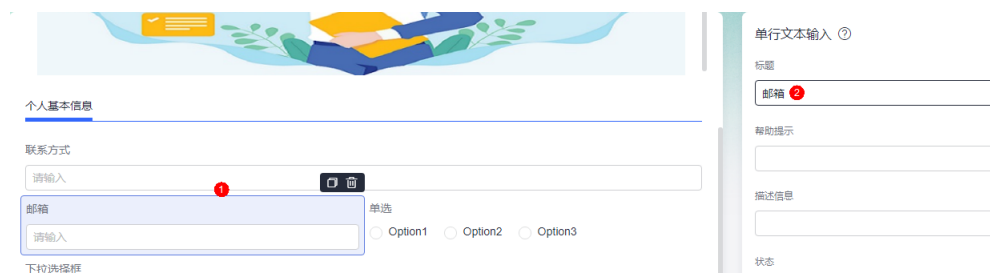 个人基本信息
联系方式
请输入
1
邮箱
请输入
单选
Option1 Option2 Option3
下拉选择框
单行文本输入 ?
标题
邮箱 2
帮助提示
描述信息
状态